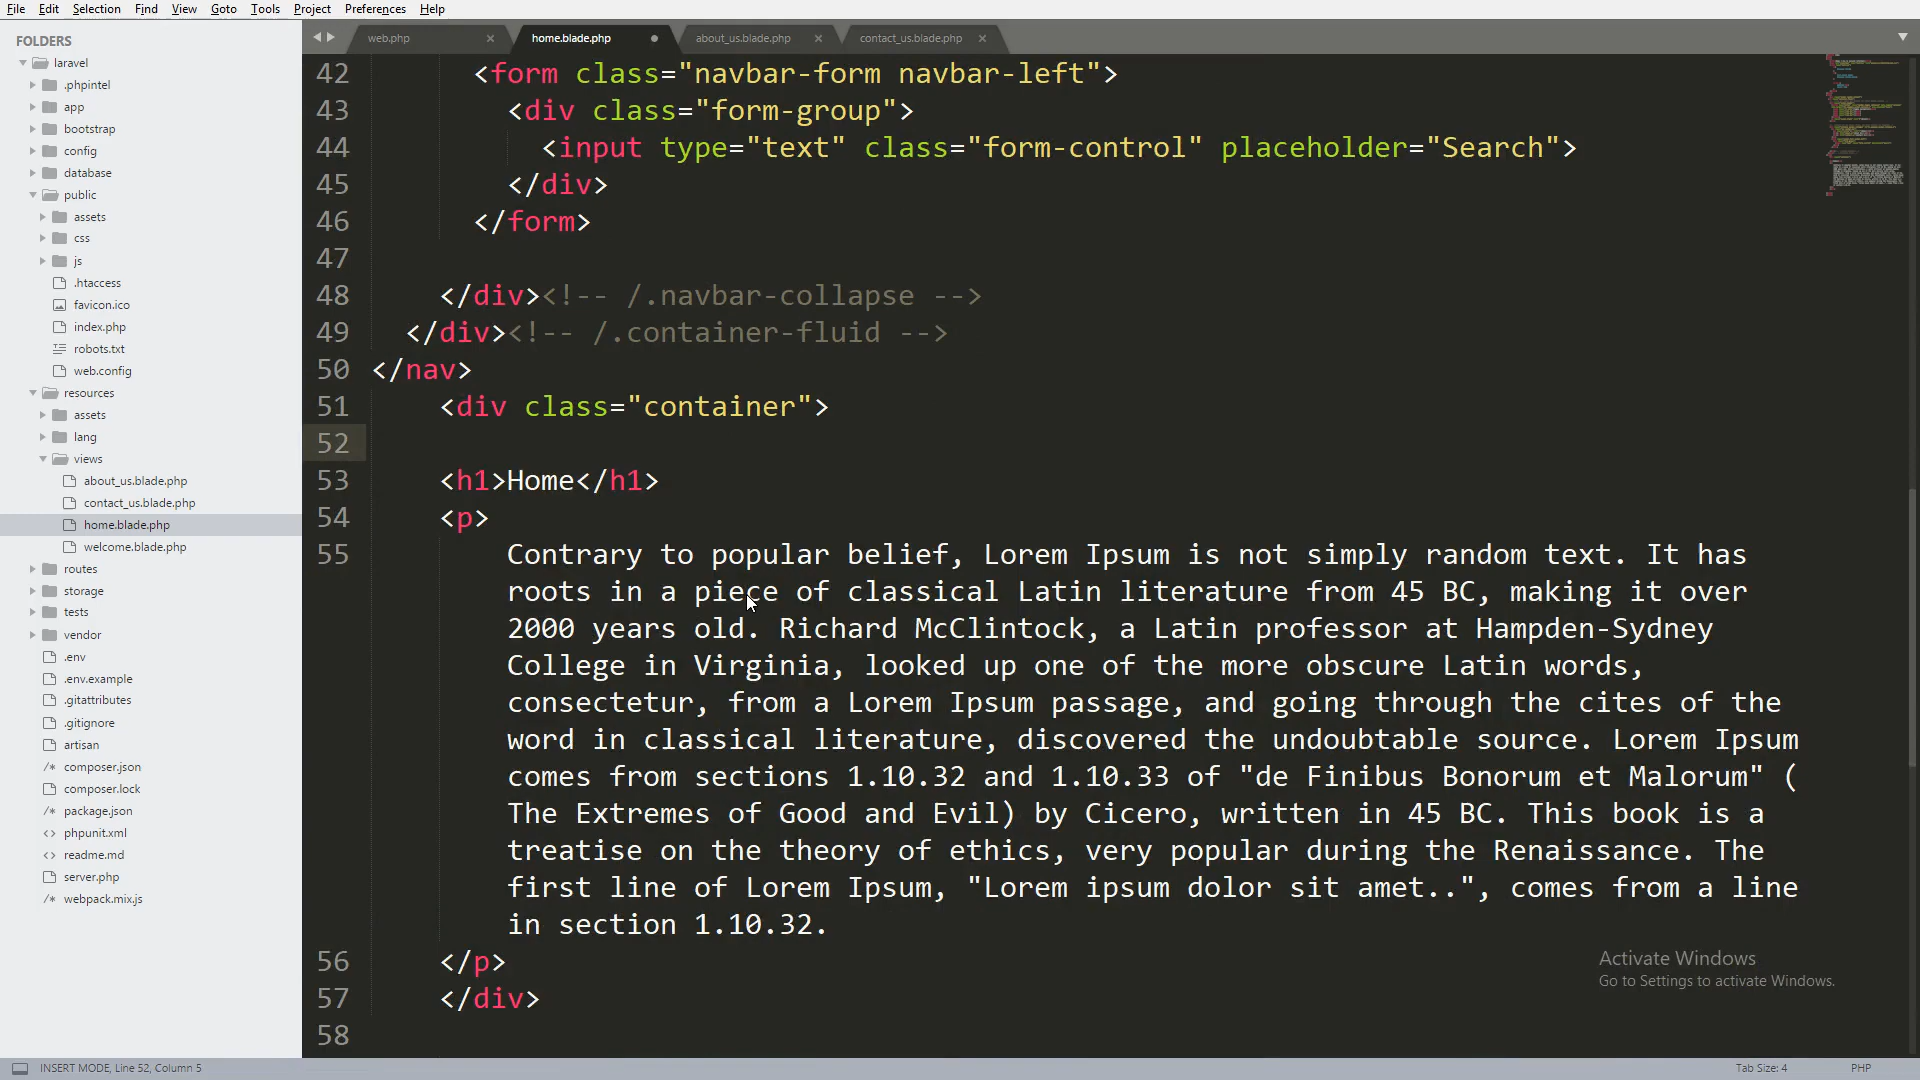 File Edit Selection Find View Goto Tools Project Preferences Help
FOLDERS
laravel
.phpintel
app
bootstrap
config
database
public
assets
css
js
.htaccess
favicon.ico
index.php
robots.txt
web.config
resources
assets
lang
views
about_us.blade.php
contact_us.blade.php
home.blade.php
welcome.blade.php
routes
storage
tests
vendor
.env
.env.example
.gitattributes
.gitignore
artisan
composer.json
composer.lock
package.json
phpunit.xml
readme.md
server.php
webpack.mix.js
web.php home.blade.php about_us.blade.php contact_us.blade.php
42 <form class="navbar-form navbar-left">
43 <div class="form-group">
44 <input type="text" class="form-control" placeholder="Search">
45 </div>
46 </form>
47
48 </div><!-- /.navbar-collapse -->
49 </div><!-- /.container-fluid -->
50 </nav>
51 <div class="container">
52
53 <h1>Home</h1>
54 <p>
55 Contrary to popular belief, Lorem Ipsum is not simply random text. It has
roots in a piece of classical Latin literature from 45 BC, making it over
2000 years old. Richard McClintock, a Latin professor at Hampden-Sydney
College in Virginia, looked up one of the more obscure Latin words,
consectetur, from a Lorem Ipsum passage, and going through the cites of the
word in classical literature, discovered the undoubtable source. Lorem Ipsum
comes from sections 1.10.32 and 1.10.33 of "de Finibus Bonorum et Malorum" (
The Extremes of Good and Evil) by Cicero, written in 45 BC. This book is a
treatise on the theory of ethics, very popular during the Renaissance. The
first line of Lorem Ipsum, "Lorem ipsum dolor sit amet..", comes from a line
in section 1.10.32.
56 </p>
57 </div>
58
Activate Windows
Go to Settings to activate Windows.
INSERT MODE, Line 52, Column 5 Tab Size: 4 PHP